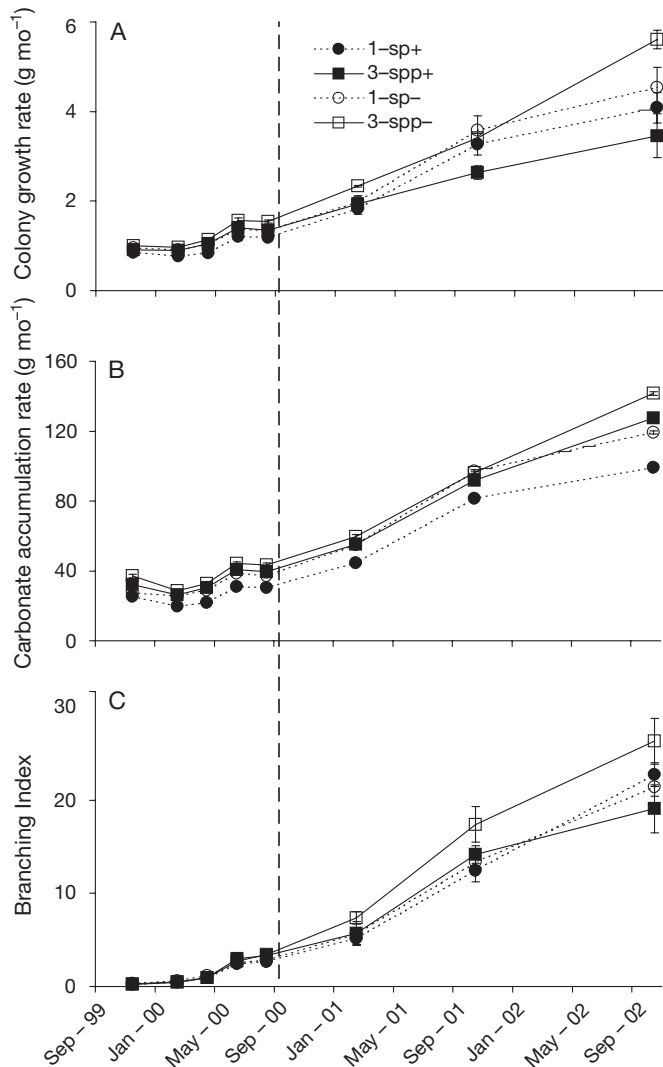 A
Colony growth rate (g mo⁻¹)
6
4
2
0
1–sp+
3–spp+
1–sp-
3–spp-
B
Carbonate accumulation rate (g mo⁻¹)
160
120
80
40
0
C
Branching Index
30
20
10
0
Sep – 99
Jan – 00
May – 00
Sep – 00
Jan – 01
May – 01
Sep – 01
Jan – 02
May – 02
Sep – 02